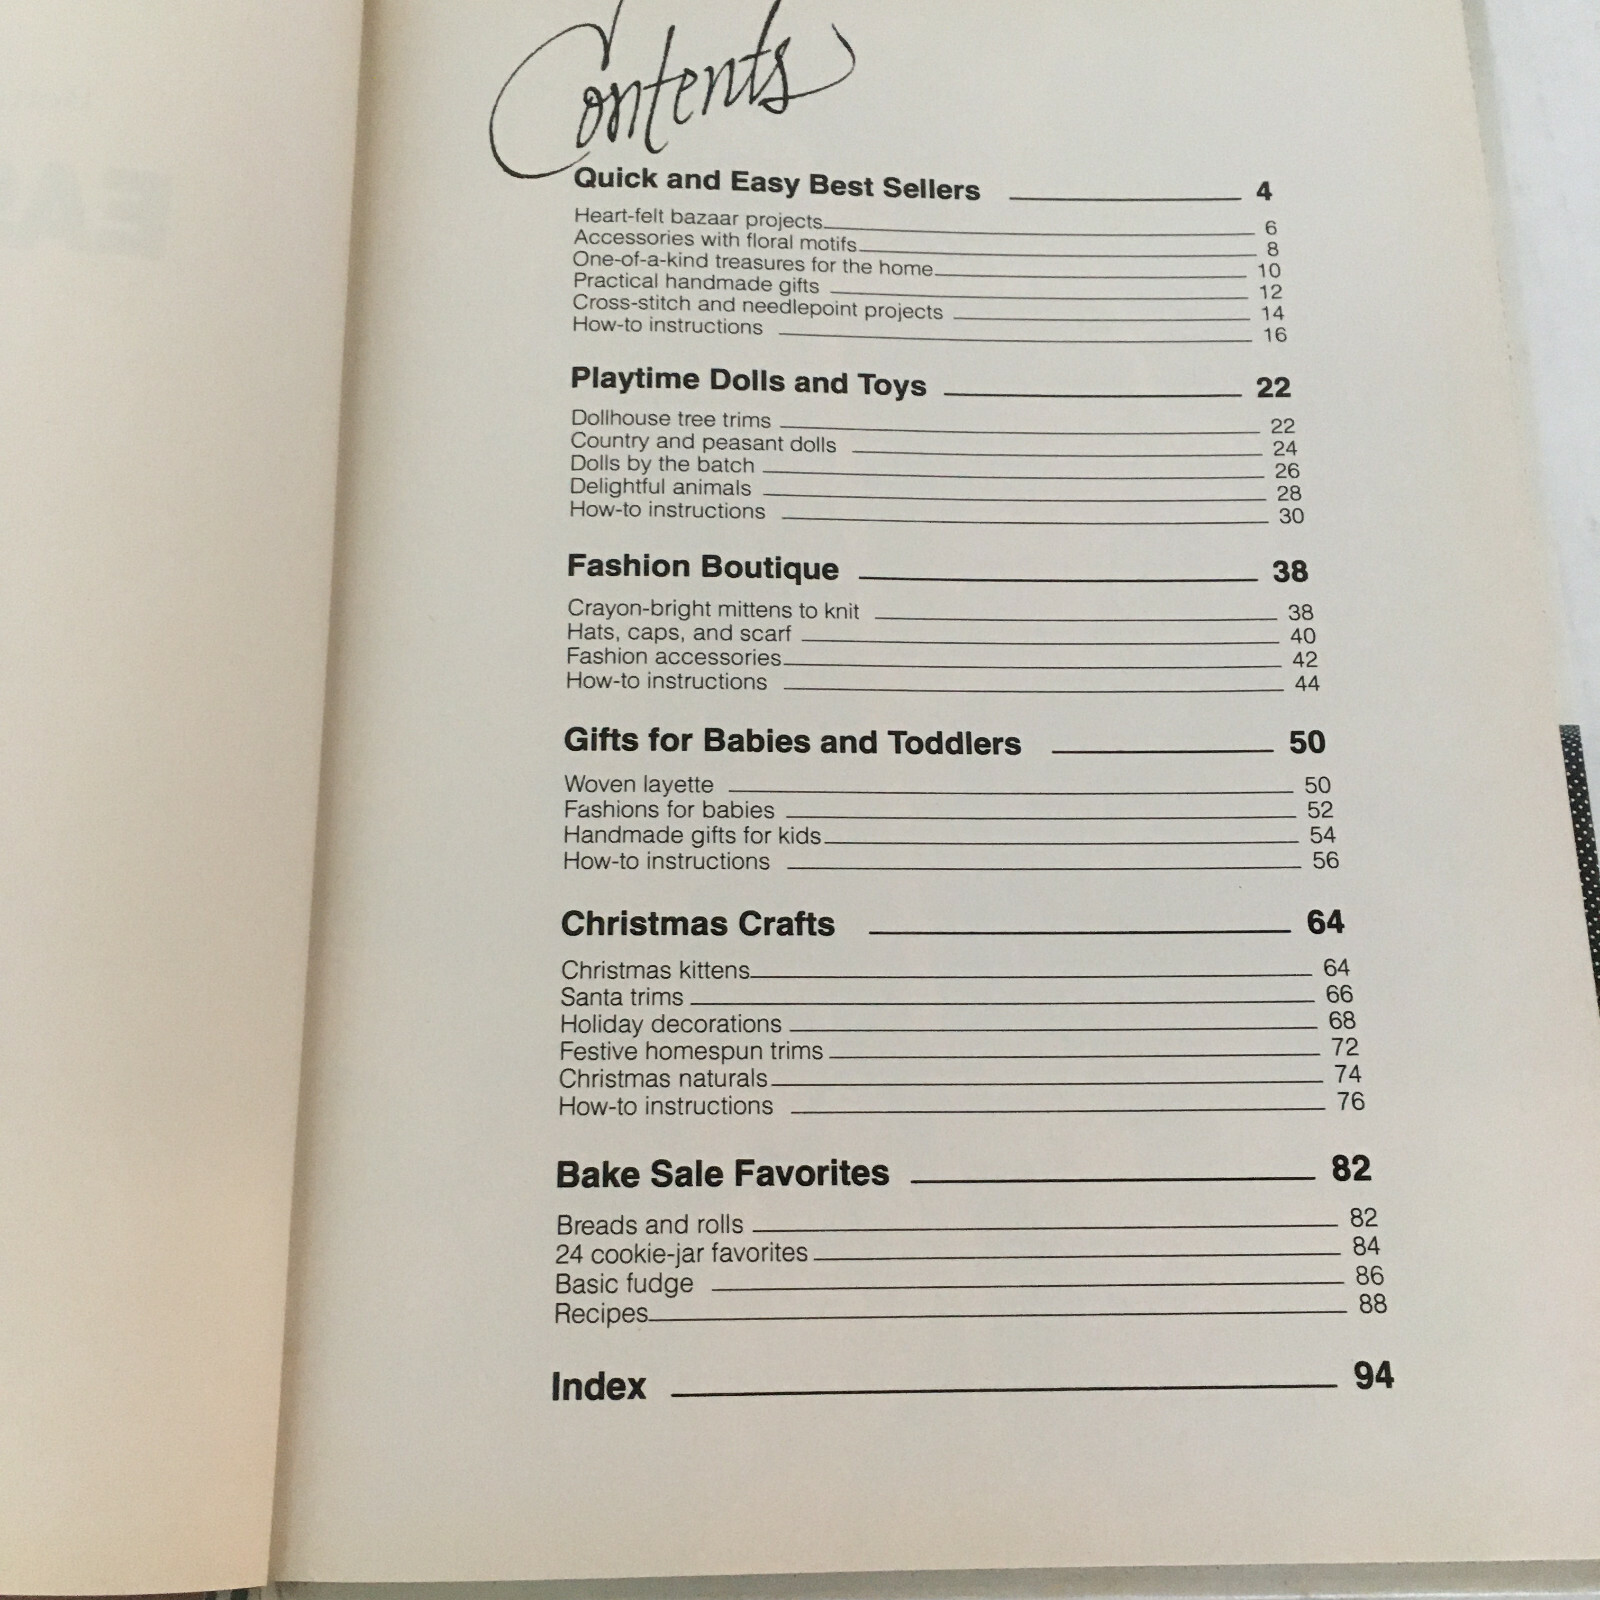 Contents
Quick and Easy Best Sellers 4
Heart-felt bazaar projects 6
Accessories with floral motifs 8
One-of-a-kind treasures for the home 10
Practical handmade gifts 12
Cross-stitch and needlepoint projects 14
How-to instructions 16
Playtime Dolls and Toys 22
Dollhouse tree trims 22
Country and peasant dolls 24
Dolls by the batch 26
Delightful animals 28
How-to instructions 30
Fashion Boutique 38
Crayon-bright mittens to knit 38
Hats, caps, and scarf 40
Fashion accessories 42
How-to instructions 44
Gifts for Babies and Toddlers 50
Woven layette 50
Fashions for babies 52
Handmade gifts for kids 54
How-to instructions 56
Christmas Crafts 64
Christmas kittens 64
Santa trims 66
Holiday decorations 68
Festive homespun trims 72
Christmas naturals 74
How-to instructions 76
Bake Sale Favorites 82
Breads and rolls 82
24 cookie-jar favorites 84
Basic fudge 86
Recipes 88
Index 94